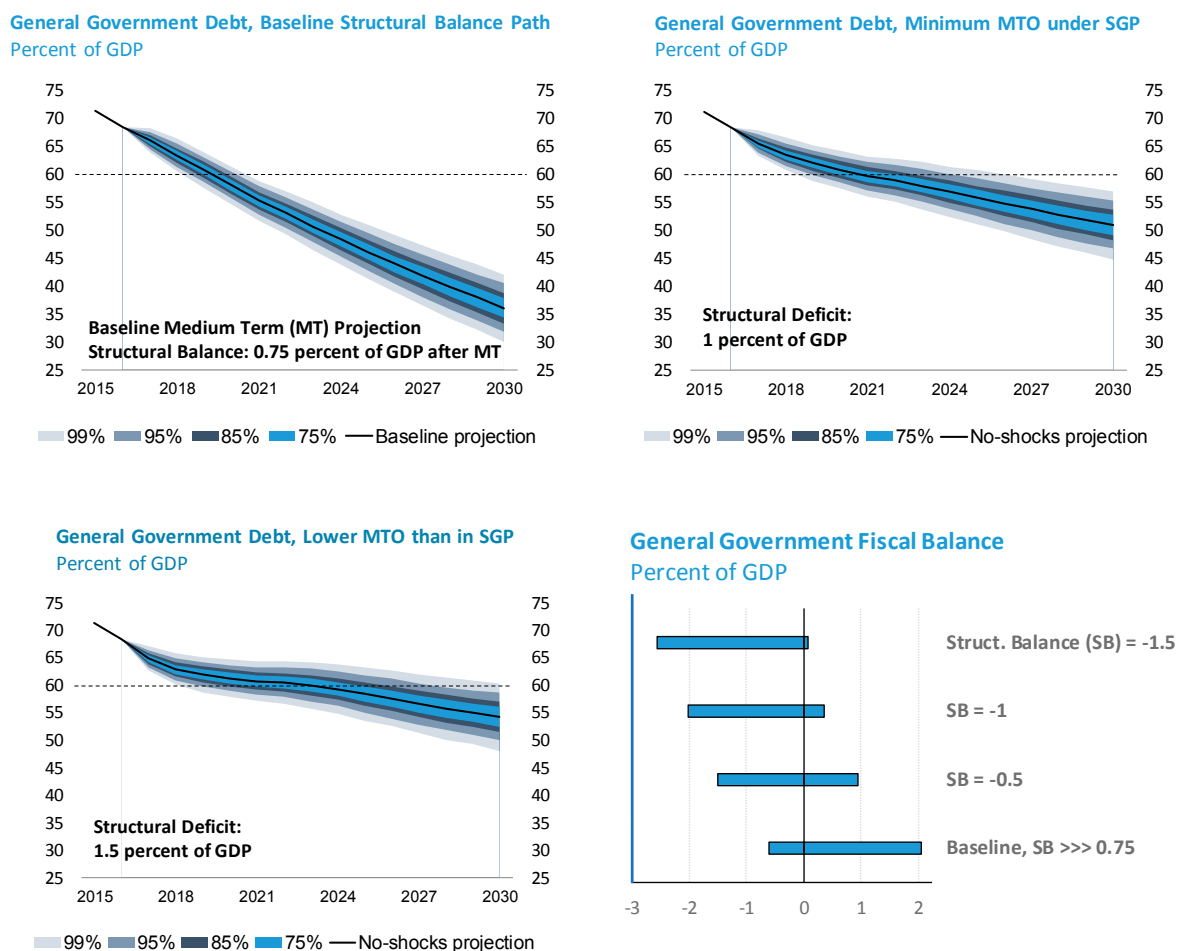 General Government Debt, Baseline Structural Balance Path
Percent of GDP
75 75
70 70
65 65
60 60
55 55
50 50
45 45
40 40
35 35
30 30
25 25
Baseline Medium Term (MT) Projection
Structural Balance: 0.75 percent of GDP after MT
2015 2018 2021 2024 2027 2030
99% 95% 85% 75% Baseline projection
General Government Debt, Minimum MTO under SGP
Percent of GDP
75 75
70 70
65 65
60 60
55 55
50 50
45 45
40 40
35 35
30 30
25 25
Structural Deficit:
1 percent of GDP
2015 2018 2021 2024 2027 2030
99% 95% 85% 75% No-shocks projection
General Government Debt, Lower MTO than in SGP
Percent of GDP
75 75
70 70
65 65
60 60
55 55
50 50
45 45
40 40
35 35
30 30
25 25
Structural Deficit:
1.5 percent of GDP
2015 2018 2021 2024 2027 2030
99% 95% 85% 75% No-shocks projection
General Government Fiscal Balance
Percent of GDP
Struct. Balance (SB) = -1.5
SB = -1
SB = -0.5
Baseline, SB >>> 0.75
-3 -2 -1 0 1 2